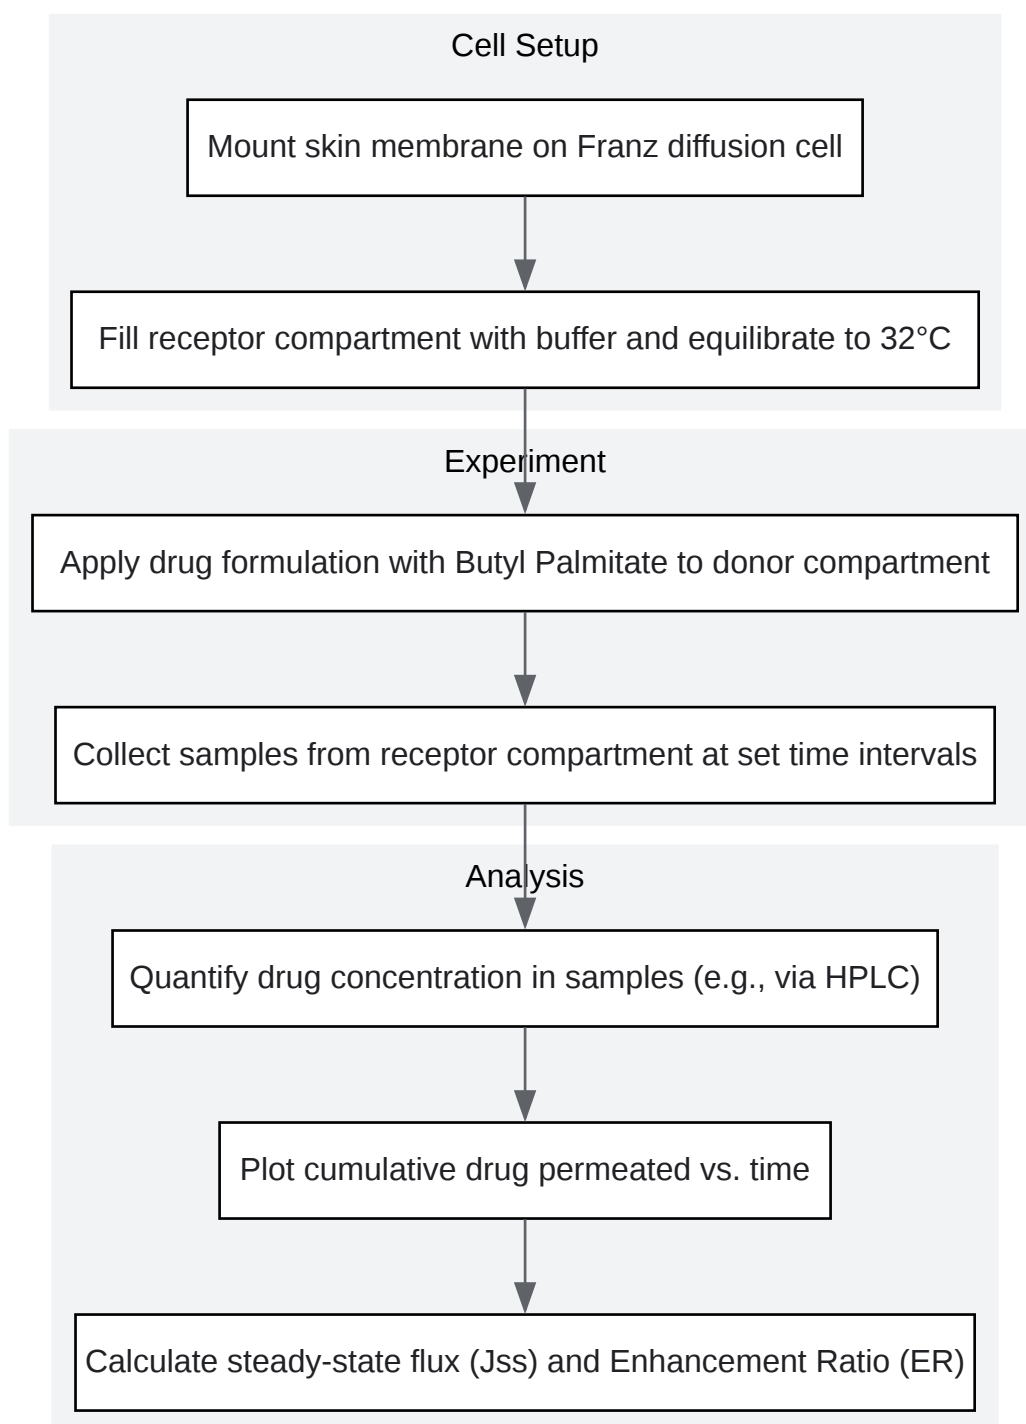 Cell Setup
Mount skin membrane on Franz diffusion cell
Fill receptor compartment with buffer and equilibrate to 32°C
Experiment
Apply drug formulation with Butyl Palmitate to donor compartment
Collect samples from receptor compartment at set time intervals
Analysis
Quantify drug concentration in samples (e.g., via HPLC)
Plot cumulative drug permeated vs. time
Calculate steady-state flux (Jss) and Enhancement Ratio (ER)